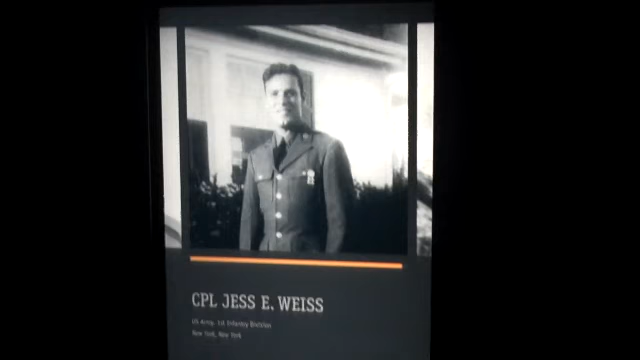 CPL JESS E. WEISS
US Army, 1st Infantry Division
New York, New York